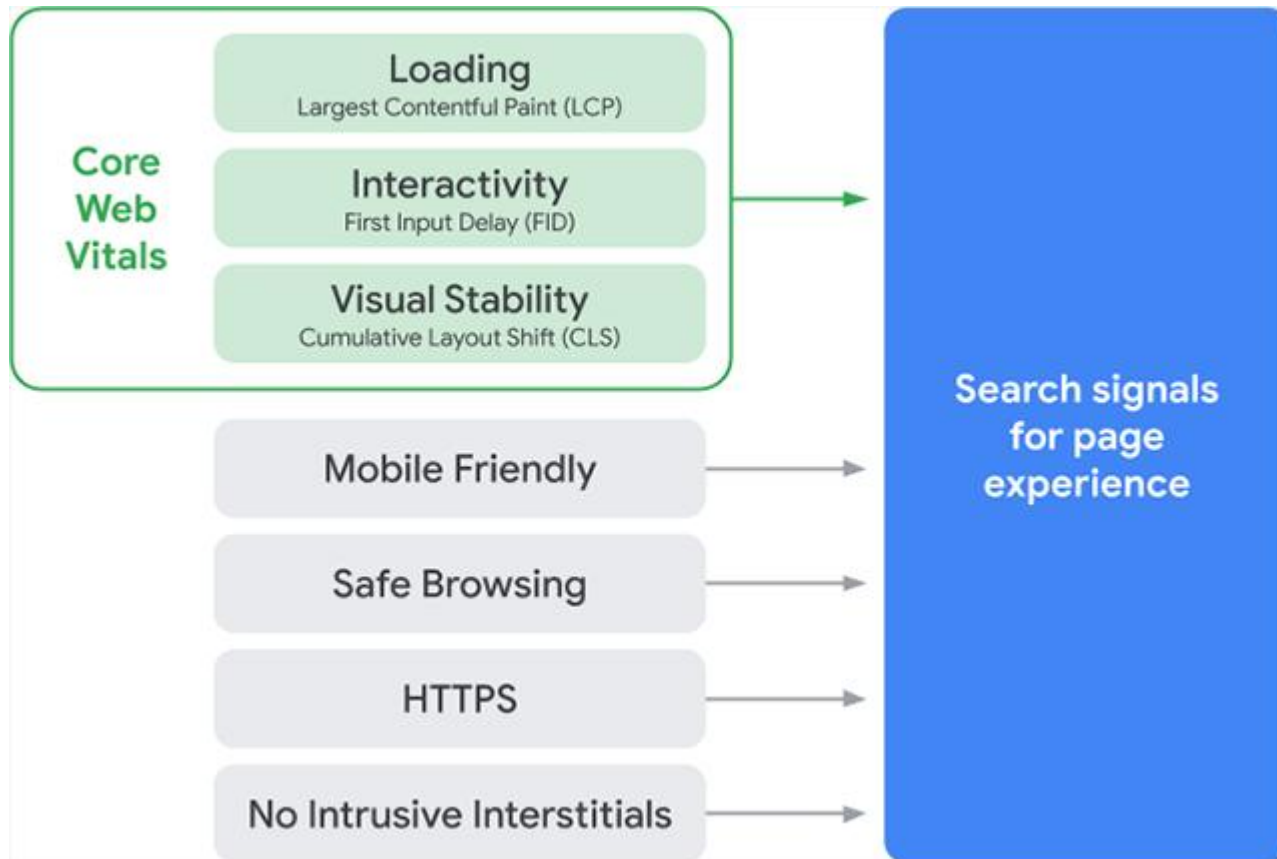 Core
Web
Vitals
Loading
Largest Contentful Paint (LCP)
Interactivity
First Input Delay (FID)
Visual Stability
Cumulative Layout Shift (CLS)
Mobile Friendly
Safe Browsing
HTTPS
No Intrusive Interstitials
Search signals
for page
experience